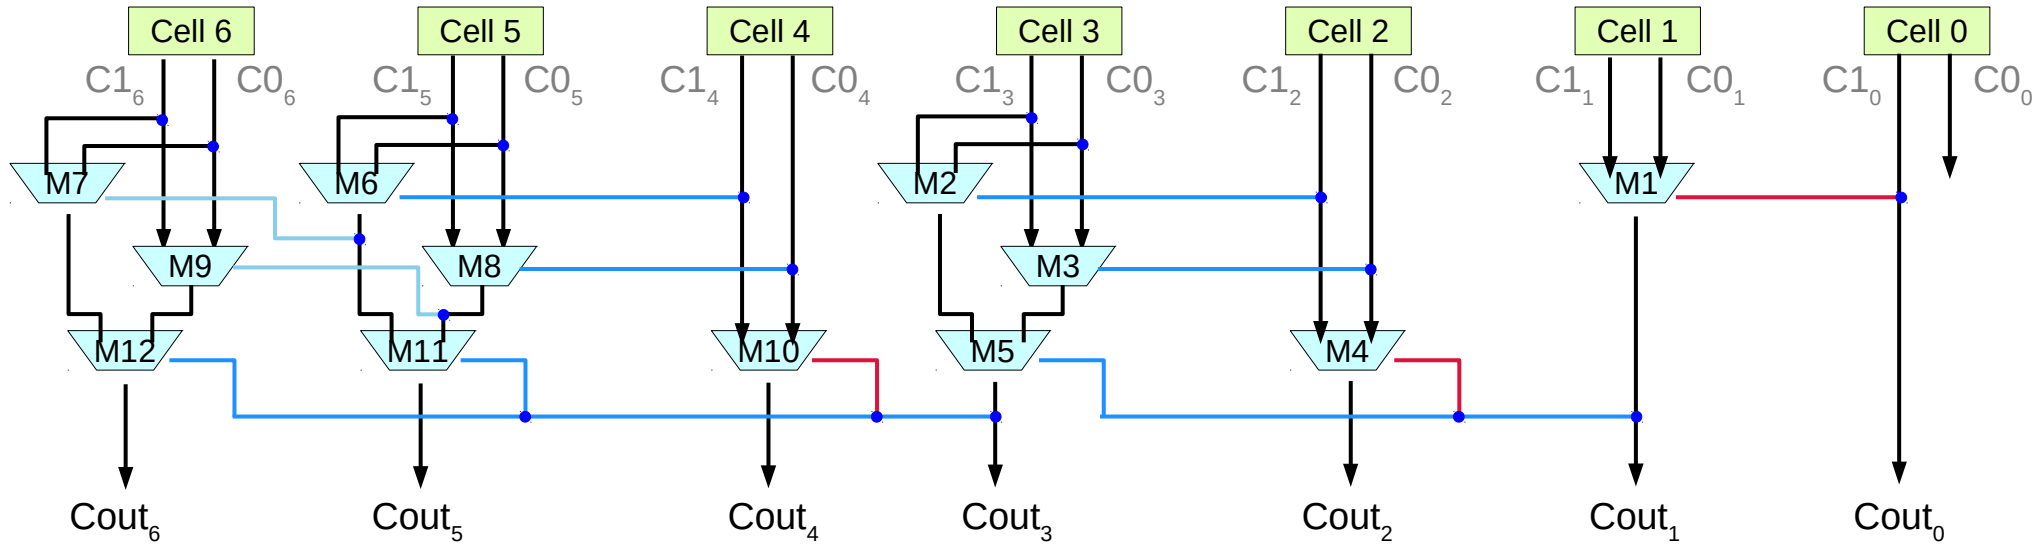 Cell 6 Cell 5 Cell 4 Cell 3 Cell 2 Cell 1 Cell 0
C1₆ C0₆ C1₅ C0₅ C1₄ C0₄ C1₃ C0₃ C1₂ C0₂ C1₁ C0₁ C1₀ C0₀
M7 M6 M2 M1
M9 M8 M3
M12 M11 M10 M5 M4
Cout₆ Cout₅ Cout₄ Cout₃ Cout₂ Cout₁ Cout₀